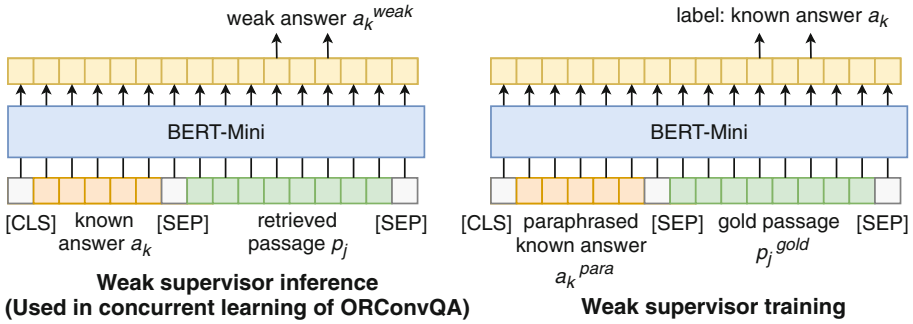 weak answer a_k^weak
BERT-Mini
[CLS] known [SEP] retrieved [SEP]
answer a_k passage p_j
Weak supervisor inference
(Used in concurrent learning of ORConvQA)
label: known answer a_k
BERT-Mini
[CLS] paraphrased [SEP] gold passage [SEP]
known answer p_j^gold
a_k^para
Weak supervisor training